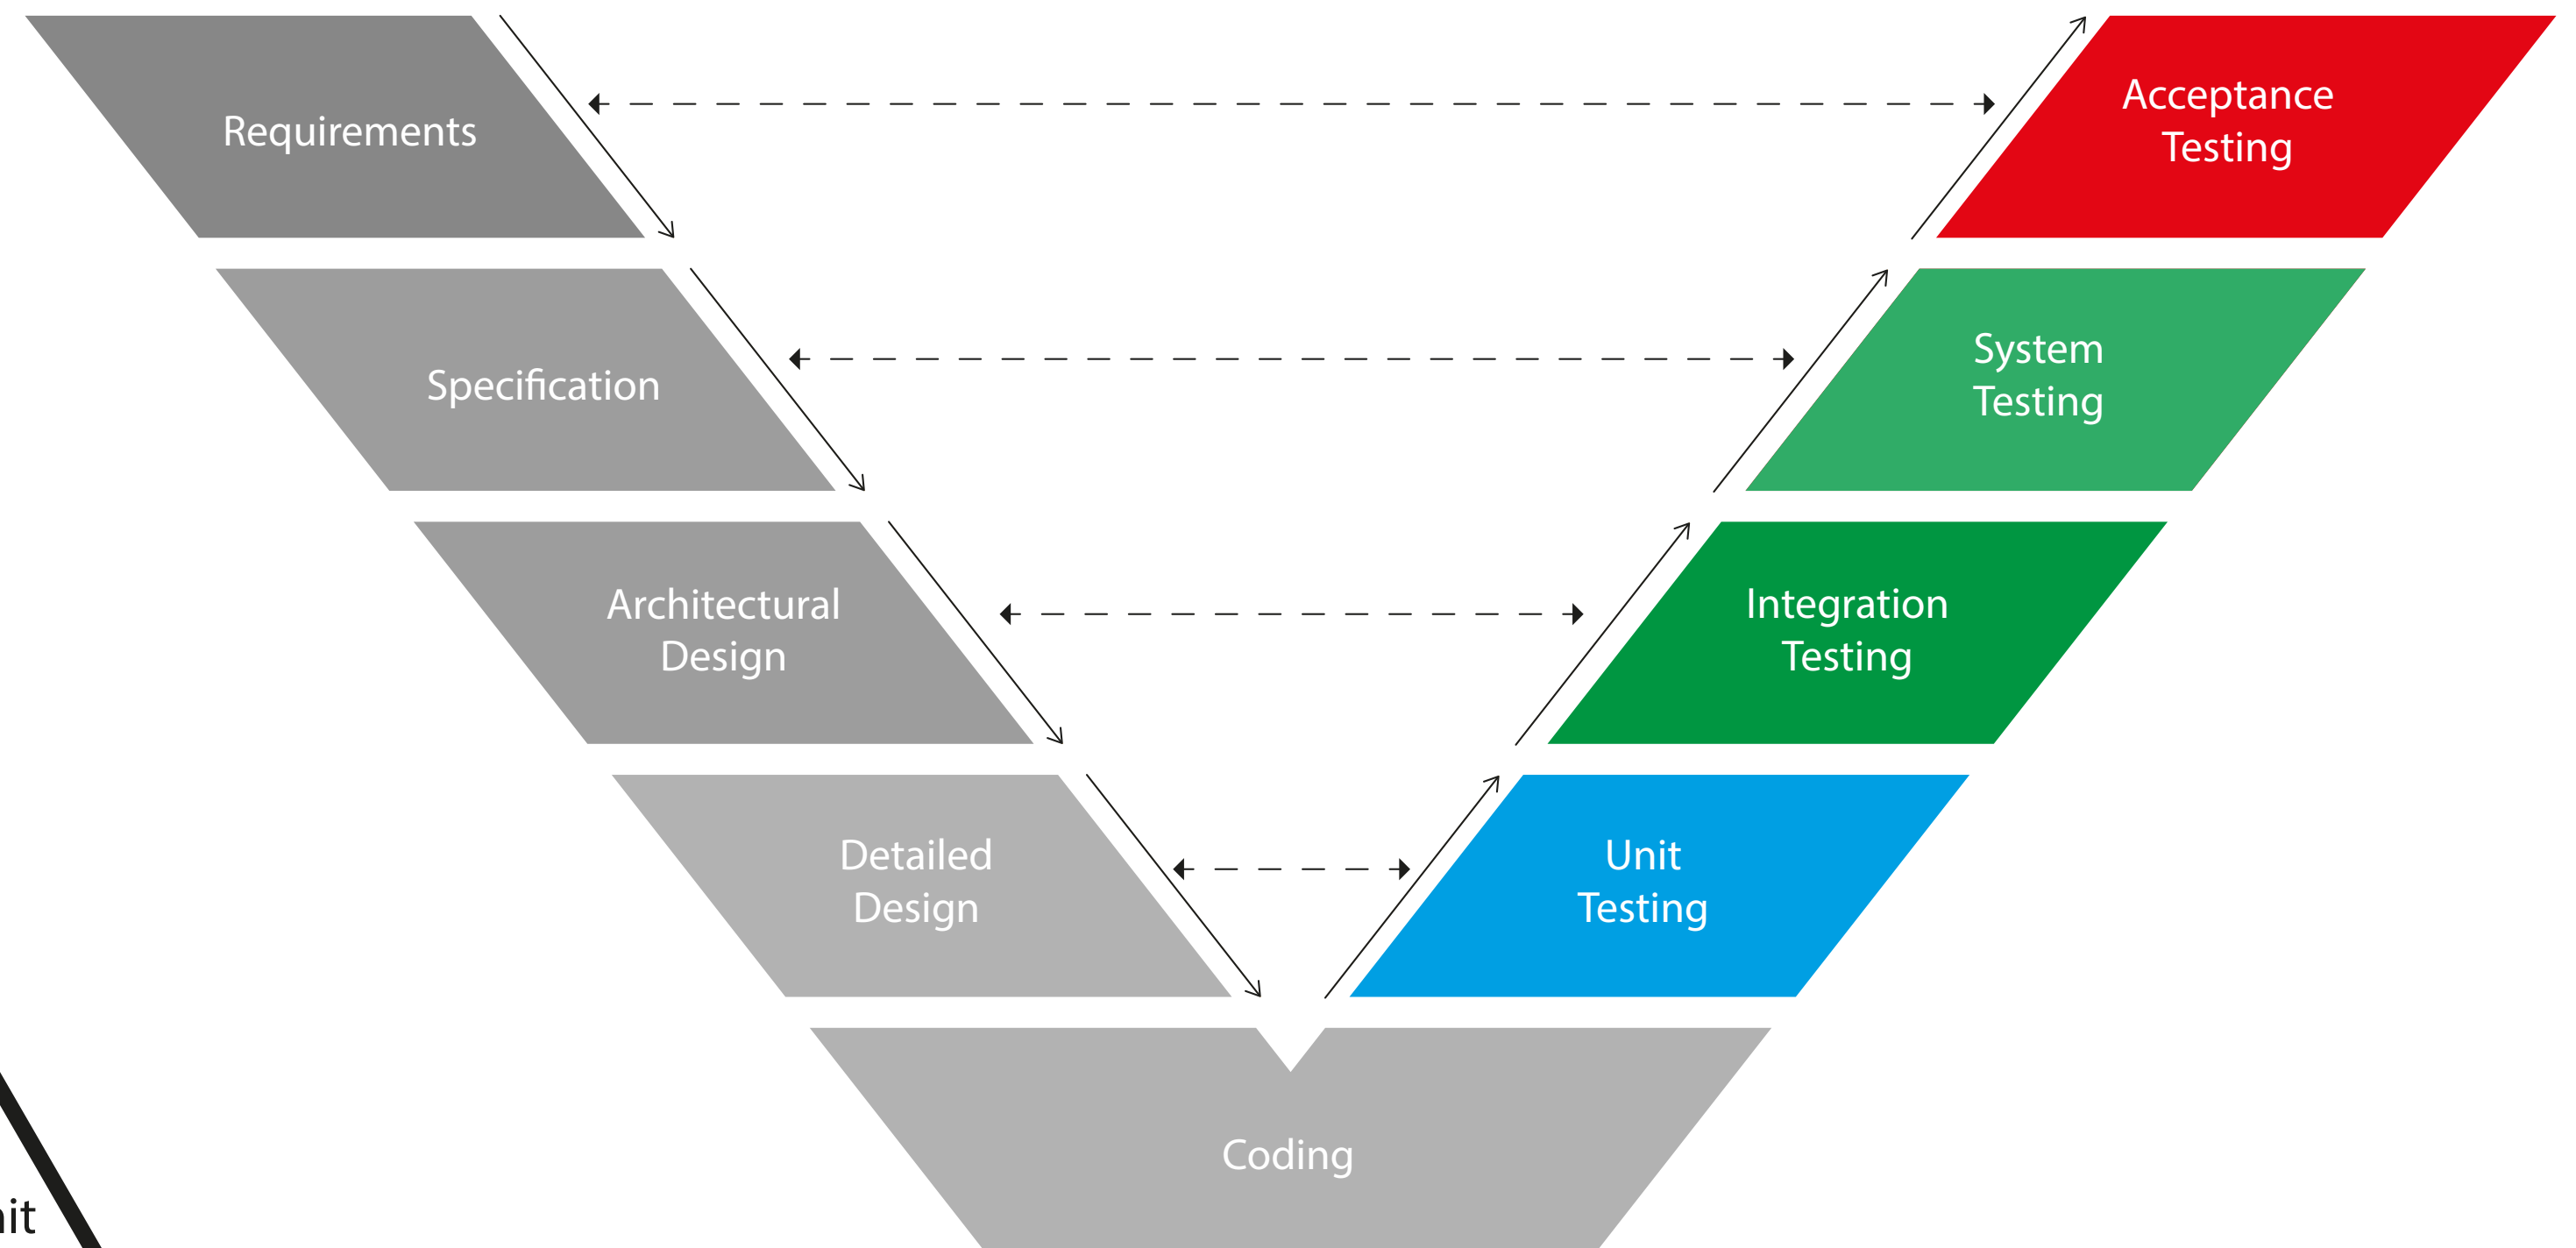 Requirements
Acceptance
Testing
Specification
System
Testing
Architectural
Design
Integration
Testing
Detailed
Design
Unit
Testing
Coding